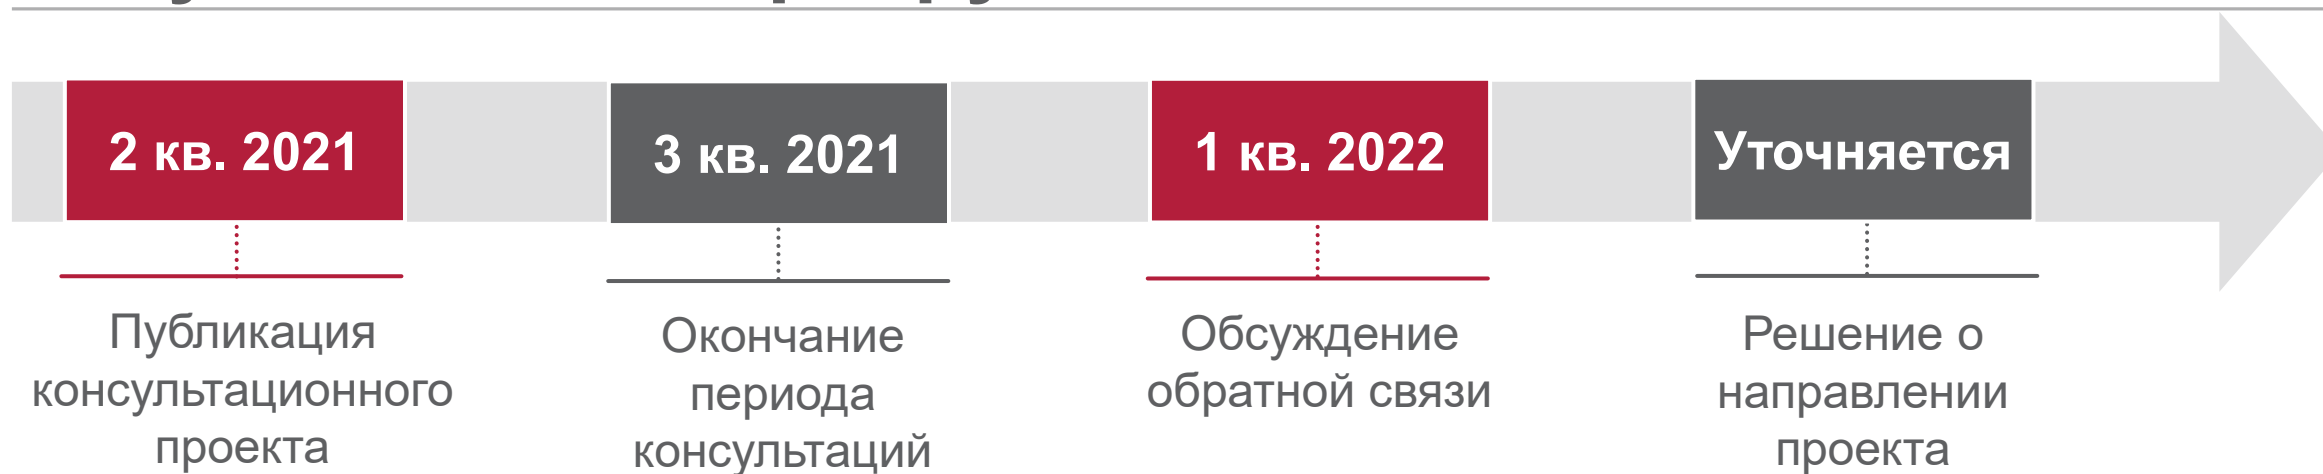 2 кв. 2021
3 кв. 2021
1 кв. 2022
Уточняется
Публикация
консультационного
проекта
Окончание
периода
консультаций
Обсуждение
обратной связи
Решение о
направлении
проекта